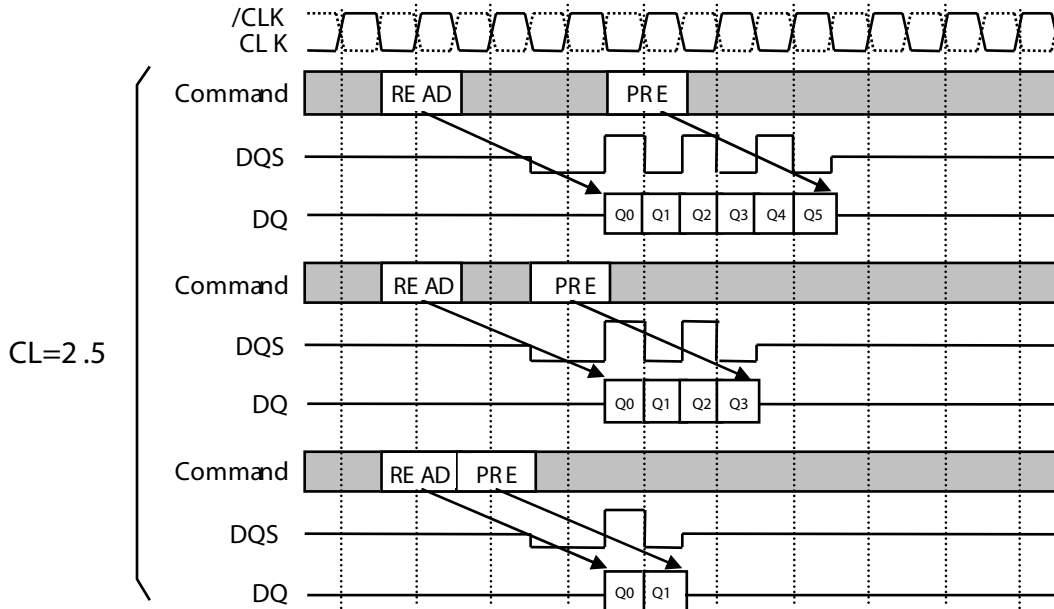 /CLK
CLK
Command READ PRE
DQS
DQ Q0 Q1 Q2 Q3 Q4 Q5
Command READ PRE
DQS
DQ Q0 Q1 Q2 Q3
CL=2.5
Command READ PRE
DQS
DQ Q0 Q1